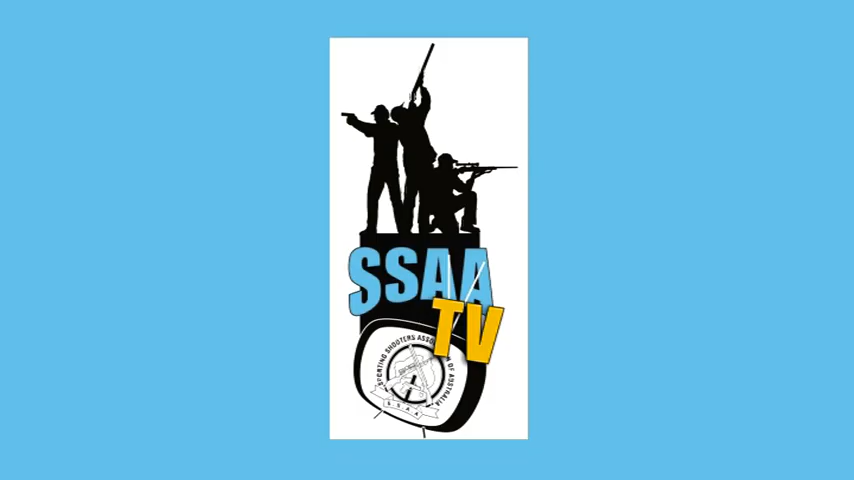 SSAA
TV
SPORTING SHOOTERS ASSOCIATION OF AUSTRALIA
SSAA